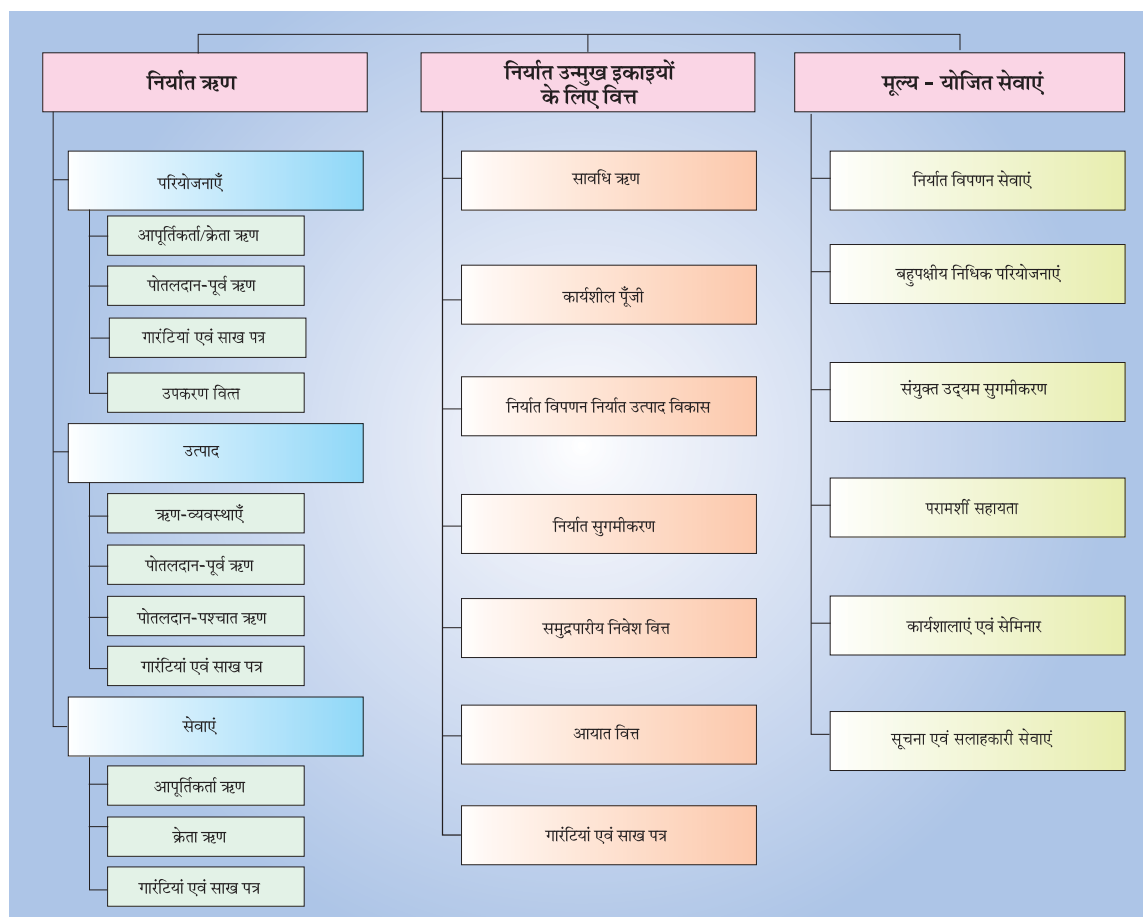 निर्यात ऋण
परियोजनाएँ
आपूर्तिकर्ता/क्रेता ऋण
पोतलदान-पूर्व ऋण
गारंटियां एवं साख पत्र
उपकरण वित्त
उत्पाद
ऋण-व्यवस्थाएँ
पोतलदान-पूर्व ऋण
पोतलदान-पश्चात ऋण
गारंटियां एवं साख पत्र
सेवाएं
आपूर्तिकर्ता ऋण
क्रेता ऋण
गारंटियां एवं साख पत्र
निर्यात उन्मुख इकाइयों
के लिए वित्त
सावधि ऋण
कार्यशील पूँजी
निर्यात विपणन निर्यात उत्पाद विकास
निर्यात सुगमीकरण
समुद्रपारीय निवेश वित्त
आयात वित्त
गारंटियां एवं साख पत्र
मूल्य - योजित सेवाएं
निर्यात विपणन सेवाएं
बहुपक्षीय निधिक परियोजनाएं
संयुक्त उद्यम सुगमीकरण
परामर्शी सहायता
कार्यशालाएं एवं सेमिनार
सूचना एवं सलाहकारी सेवाएं